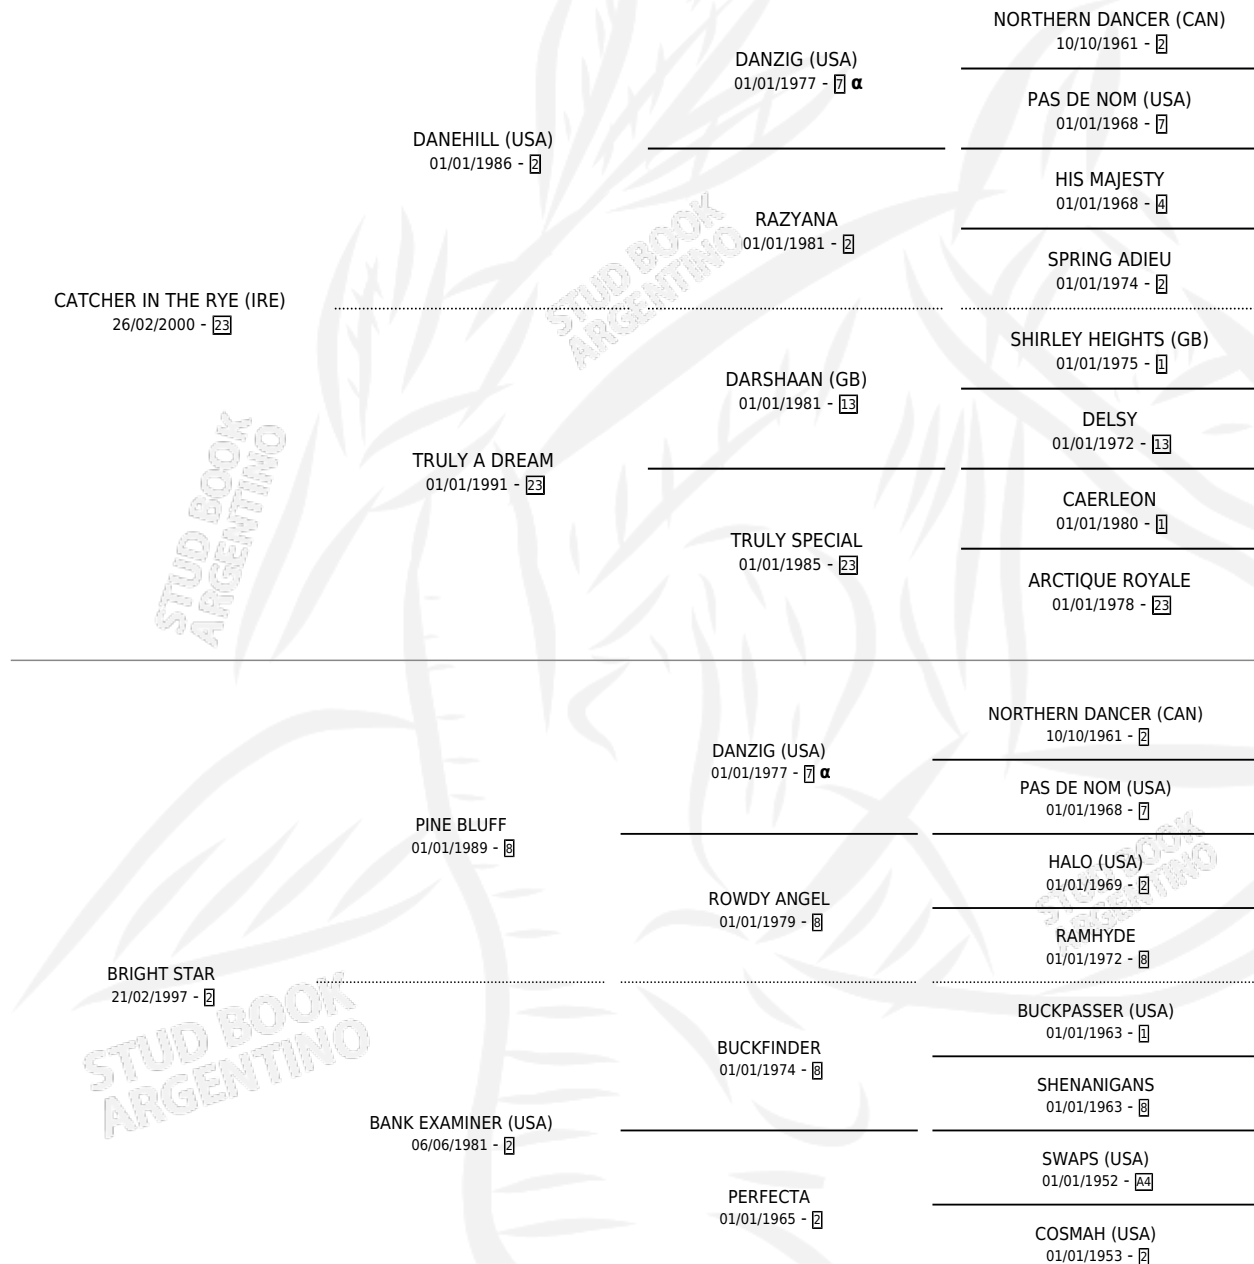 NORTHERN DANCER (CAN)
10/10/1961 - 2
DANZIG (USA)
01/01/1977 - 7 α
PAS DE NOM (USA)
01/01/1968 - 7
DANEHILL (USA)
01/01/1986 - 2
HIS MAJESTY
01/01/1968 - 4
RAZYANA
01/01/1981 - 2
SPRING ADIEU
01/01/1974 - 2
STUD BOOK
ARGENTINO
CATCHER IN THE RYE (IRE)
26/02/2000 - 23
SHIRLEY HEIGHTS (GB)
01/01/1975 - 1
DARSHAAN (GB)
01/01/1981 - 13
DELSY
01/01/1972 - 13
TRULY A DREAM
01/01/1991 - 23
CAERLEON
01/01/1980 - 1
TRULY SPECIAL
01/01/1985 - 23
ARCTIQUE ROYALE
01/01/1978 - 23
STUD BOOK
ARGENTINO
NORTHERN DANCER (CAN)
10/10/1961 - 2
DANZIG (USA)
01/01/1977 - 7 α
PAS DE NOM (USA)
01/01/1968 - 7
PINE BLUFF
01/01/1989 - 8
HALO (USA)
01/01/1969 - 2
STUD BOOK
ARGENTINO
ROWDY ANGEL
01/01/1979 - 8
RAMHYDE
01/01/1972 - 8
BRIGHT STAR
21/02/1997 - 2
STUD BOOK
ARGENTINO
BUCKPASSER (USA)
01/01/1963 - 1
BUCKFINDER
01/01/1974 - 8
SHENANIGANS
01/01/1963 - 8
BANK EXAMINER (USA)
06/06/1981 - 2
SWAPS (USA)
01/01/1952 - A4
PERFECTA
01/01/1965 - 2
COSMAH (USA)
01/01/1953 - 2